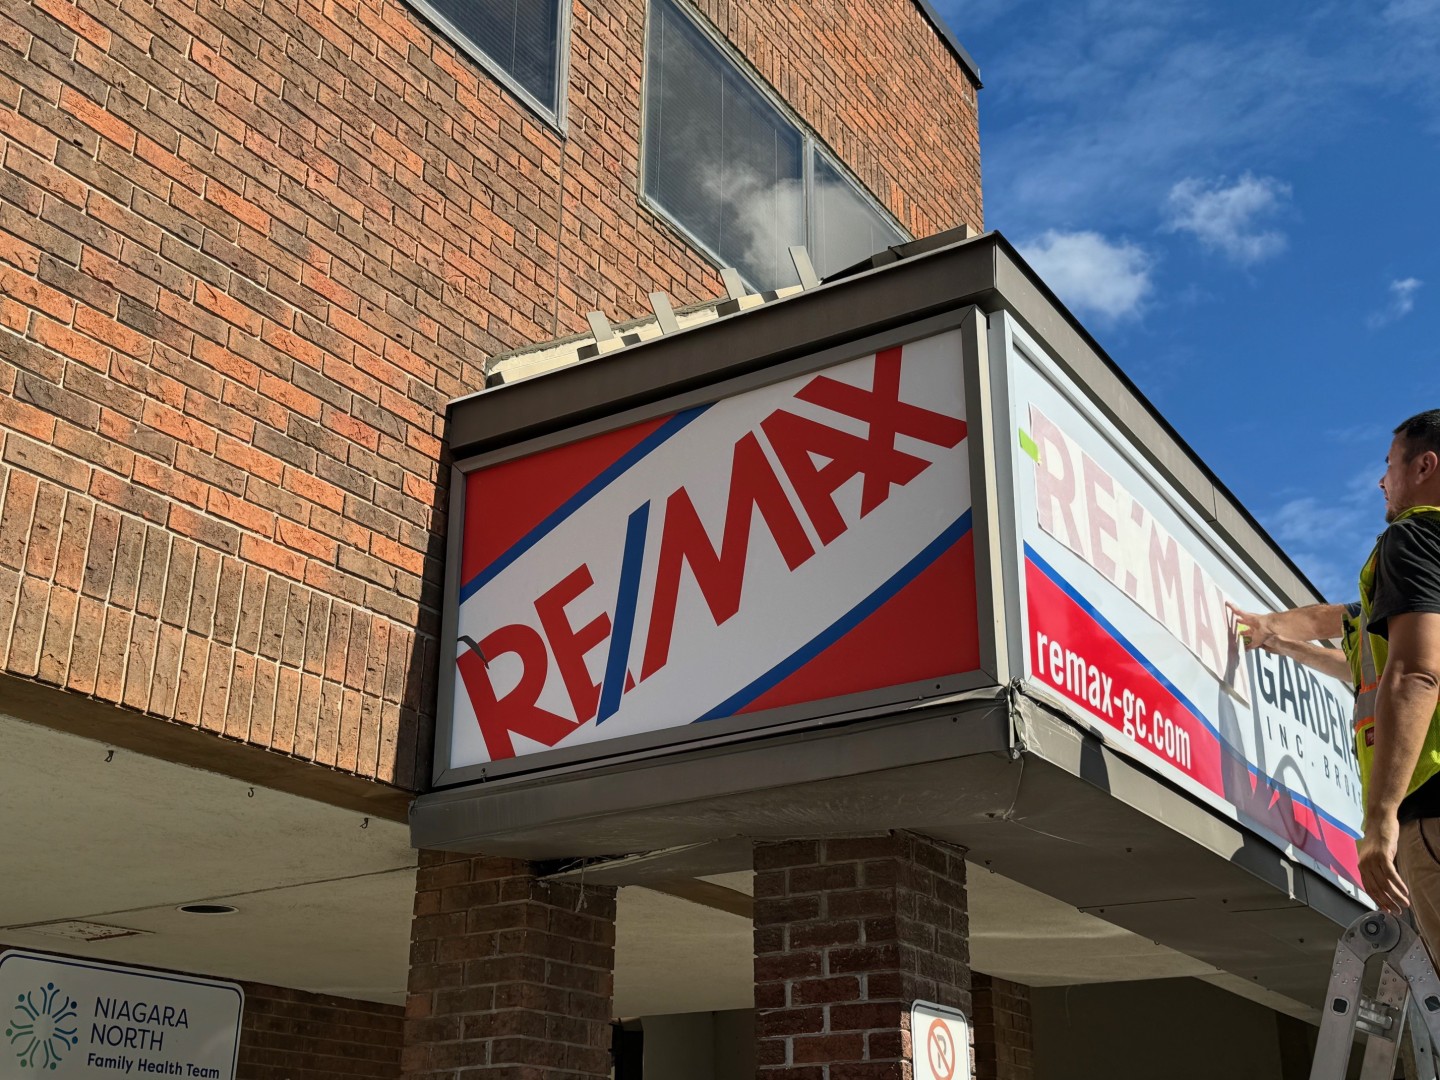 RE/MAX
RE/MAX
GARDEN
INC. BROK
remax-gc.com
NIAGARA
NORTH
Family Health Team
P